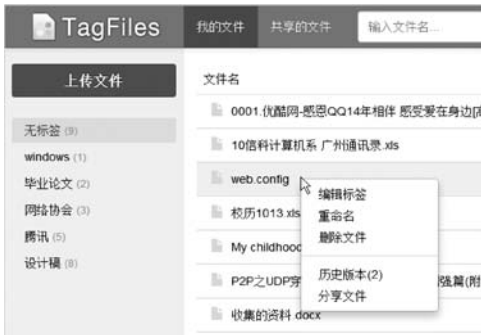 TagFiles
我的文件
共享的文件
输入文件名...
上传文件
无标签 (9)
windows (1)
毕业论文 (2)
网络协会 (3)
腾讯 (5)
设计稿 (8)
文件名
0001.优酷网-感恩QQ14年相伴 感受爱在身边[高
10信科计算机系 广州通讯录.xls
web.config
校历1013.xls
My childhood
P2P之UDP穿 强篇(附
收集的资料.docx
编辑标签
重命名
删除文件
历史版本(2)
分享文件